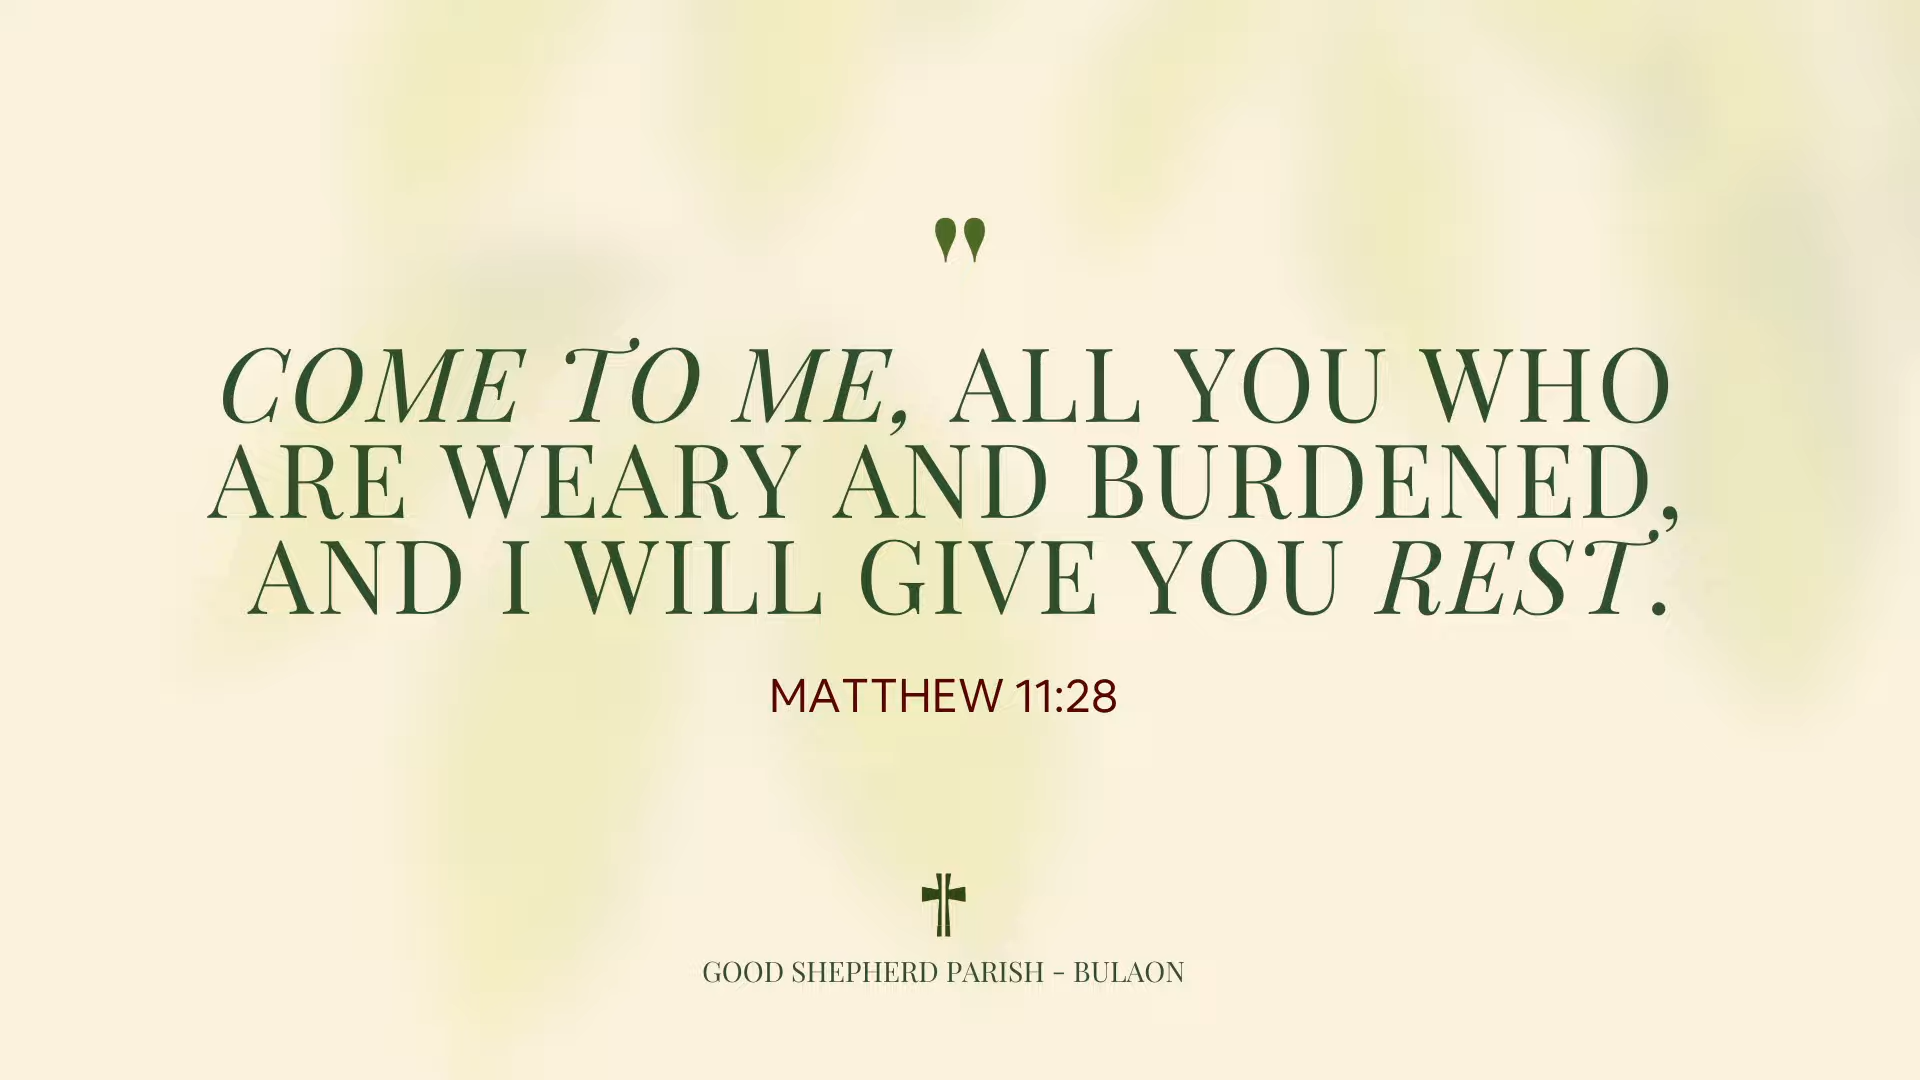 "
COME TO ME, ALL YOU WHO
ARE WEARY AND BURDENED,
AND I WILL GIVE YOU REST.
MATTHEW 11:28
GOOD SHEPHERD PARISH - BULAON